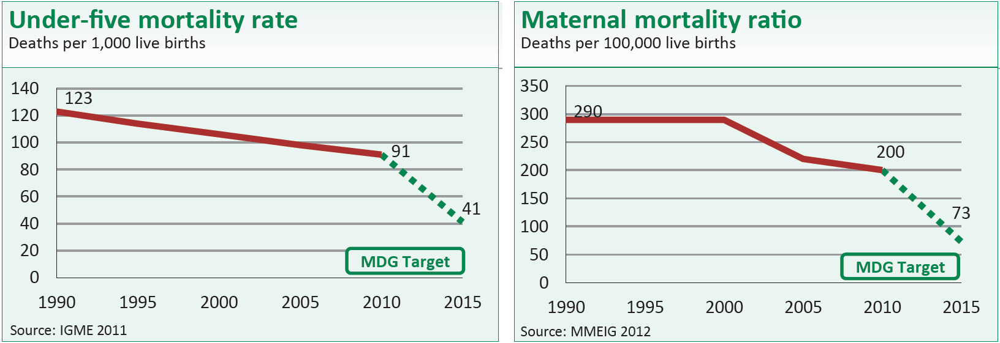 Under-five mortality rate
Deaths per 1,000 live births
140
123
120
100
91
80
60
41
40
20
MDG Target
0
1990 1995 2000 2005 2010 2015
Source: IGME 2011
Maternal mortality ratio
Deaths per 100,000 live births
350
300
290
250
200
200
150
73
100
50
MDG Target
0
1990 1995 2000 2005 2010 2015
Source: MMEIG 2012